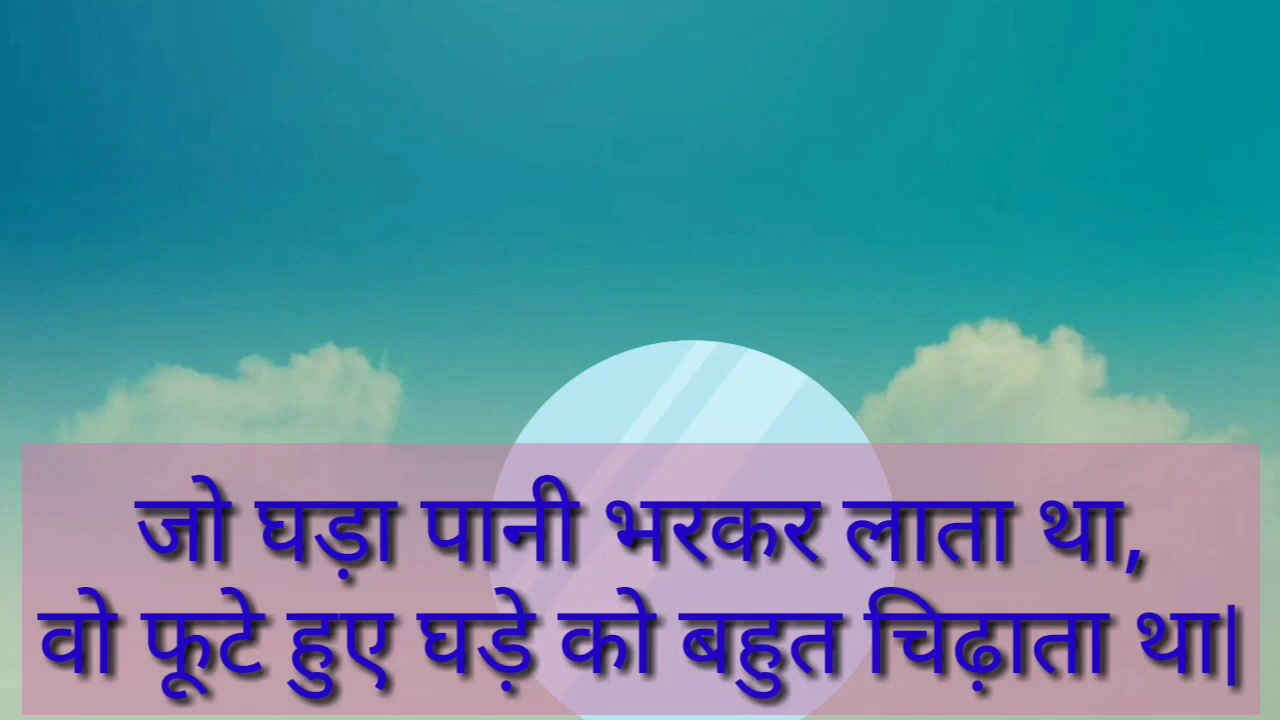 जो घड़ा पानी भरकर लाता था,
वो फूटे हुए घड़े को बहुत चिढ़ाता था|